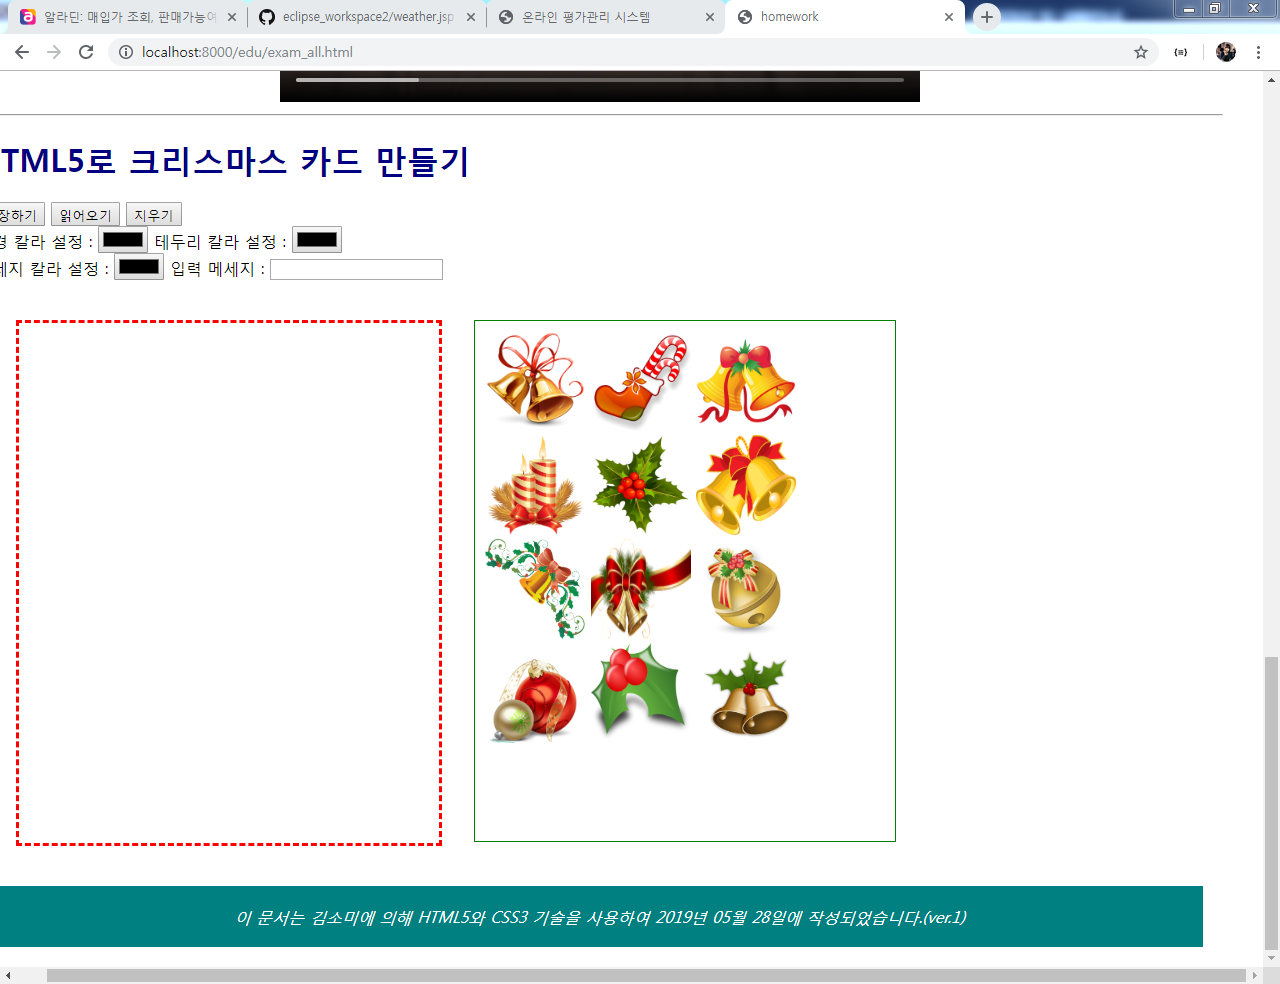 알라딘: 매입가 조회, 판매가능여
eclipse_workspace2/weather.jsp
온라인 평가관리 시스템
homework
localhost:8000/edu/exam_all.html
TML5로 크리스마스 카드 만들기
장하기 읽어오기 지우기
경 칼라 설정 : 테두리 칼라 설정 :
세지 칼라 설정 : 입력 메세지 :
이 문서는 김소미에 의해 HTML5와 CSS3 기술을 사용하여 2019년 05월 28일에 작성되었습니다.(ver.1)